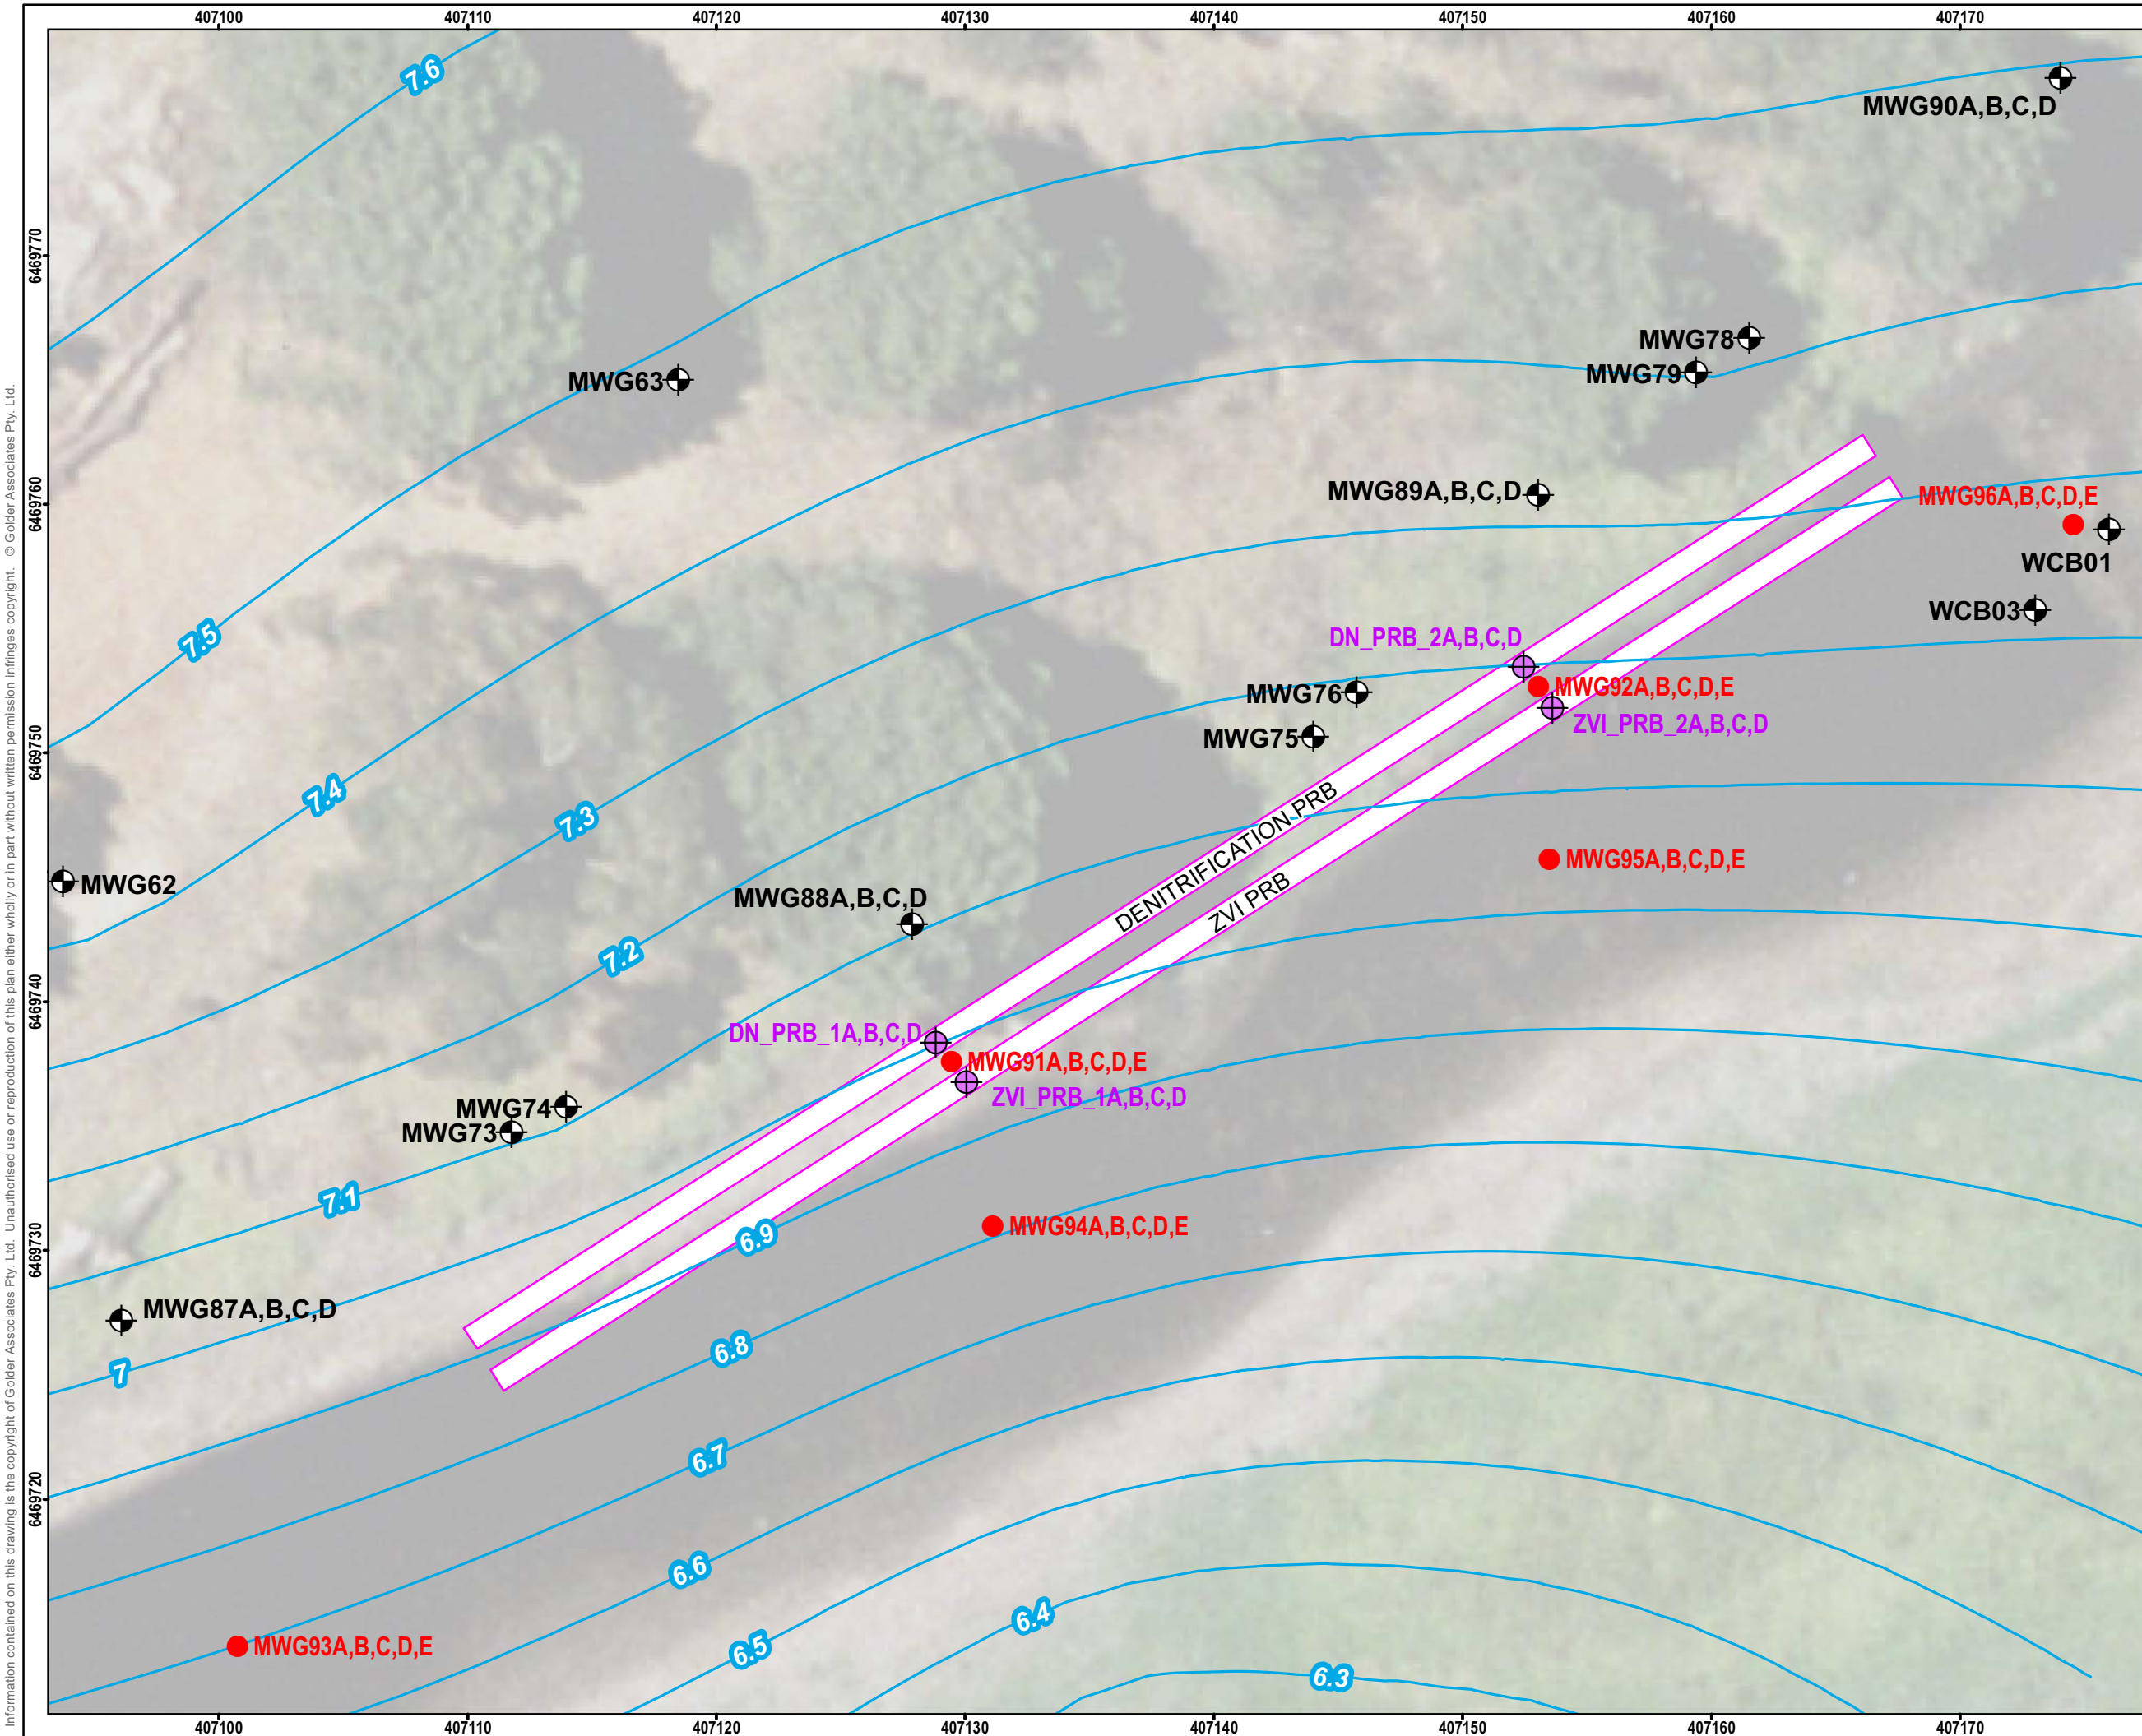 407100 407110 407120 407130 407140 407150 407160 407170
7.6
MWG90A,B,C,D
6469770
MWG78
MWG63
MWG79
MWG89A,B,C,D
MWG96A,B,C,D,E
6469760
WCB01
WCB03
7.5
DN_PRB_2A,B,C,D
MWG92A,B,C,D,E
MWG76
ZVI_PRB_2A,B,C,D
MWG75
6469750
7.4
7.3
DENITRIFICATION PRB
MWG95A,B,C,D,E
MWG62
MWG88A,B,C,D
ZVI PRB
7.2
6469740
DN_PRB_1A,B,C,D
MWG91A,B,C,D,E
ZVI_PRB_1A,B,C,D
MWG74
MWG73
7.1
MWG94A,B,C,D,E
6.9
6469730
MWG87A,B,C,D
6.8
7
6.7
6469720
6.6
6.4
MWG93A,B,C,D,E
6.5
6.3
407100 407110 407120 407130 407140 407150 407160 407170
Information contained on this drawing is the copyright of Golder Associates Pty. Ltd. Unauthorised use or reproduction of this plan either wholly or in part without written permission infringes copyright. © Golder Associates Pty. Ltd.